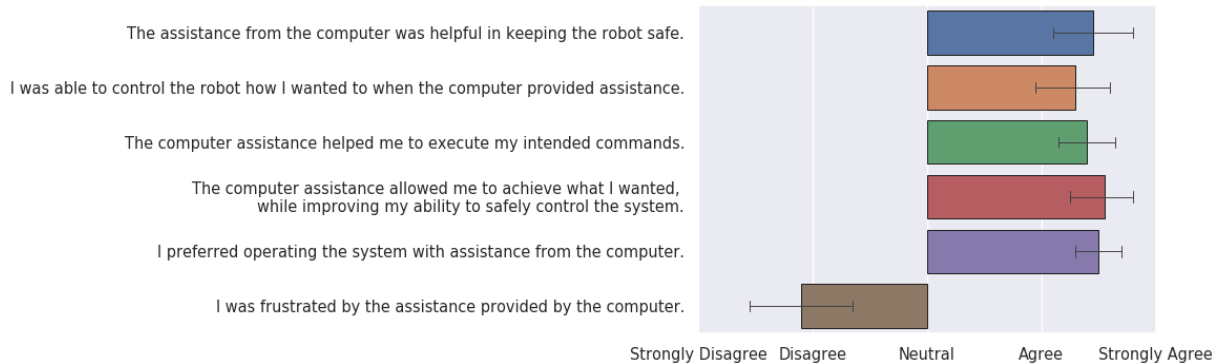 The assistance from the computer was helpful in keeping the robot safe.
I was able to control the robot how I wanted to when the computer provided assistance.
The computer assistance helped me to execute my intended commands.
The computer assistance allowed me to achieve what I wanted,
while improving my ability to safely control the system.
I preferred operating the system with assistance from the computer.
I was frustrated by the assistance provided by the computer.
Strongly Disagree Disagree Neutral Agree Strongly Agree